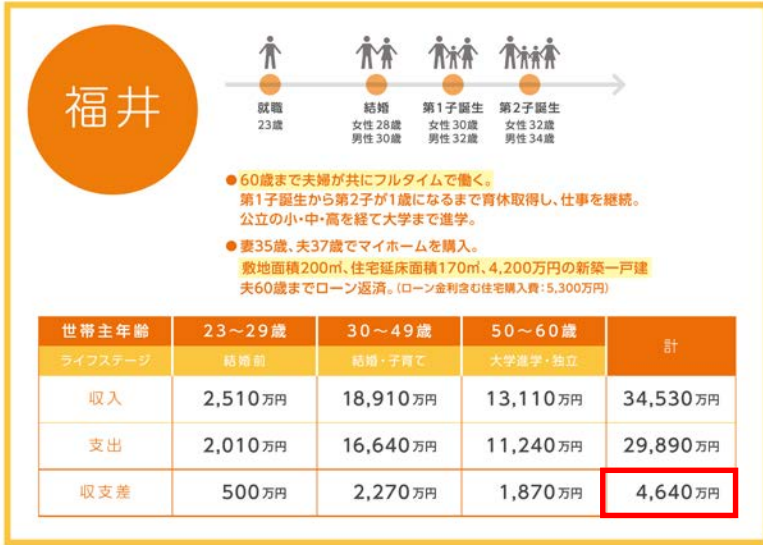 福井
就職
23歳
結婚
女性28歳
男性30歳
第1子誕生
女性30歳
男性32歳
第2子誕生
女性32歳
男性34歳
●60歳まで夫婦が共にフルタイムで働く。
第1子誕生から第2子が1歳になるまで育休取得し、仕事を継続。
公立の小・中・高を経て大学まで進学。
●妻35歳、夫37歳でマイホームを購入。
敷地面積200㎡、住宅延床面積170㎡、4,200万円の新築一戸建
夫60歳までローン返済。(ローン金利含む住宅購入費:5,300万円)
世帯主年齢 23～29歳 30～49歳 50～60歳 計
ライフステージ 結婚前 結婚・子育て 大学進学・独立
収入 2,510万円 18,910万円 13,110万円 34,530万円
支出 2,010万円 16,640万円 11,240万円 29,890万円
収支差 500万円 2,270万円 1,870万円 4,640万円